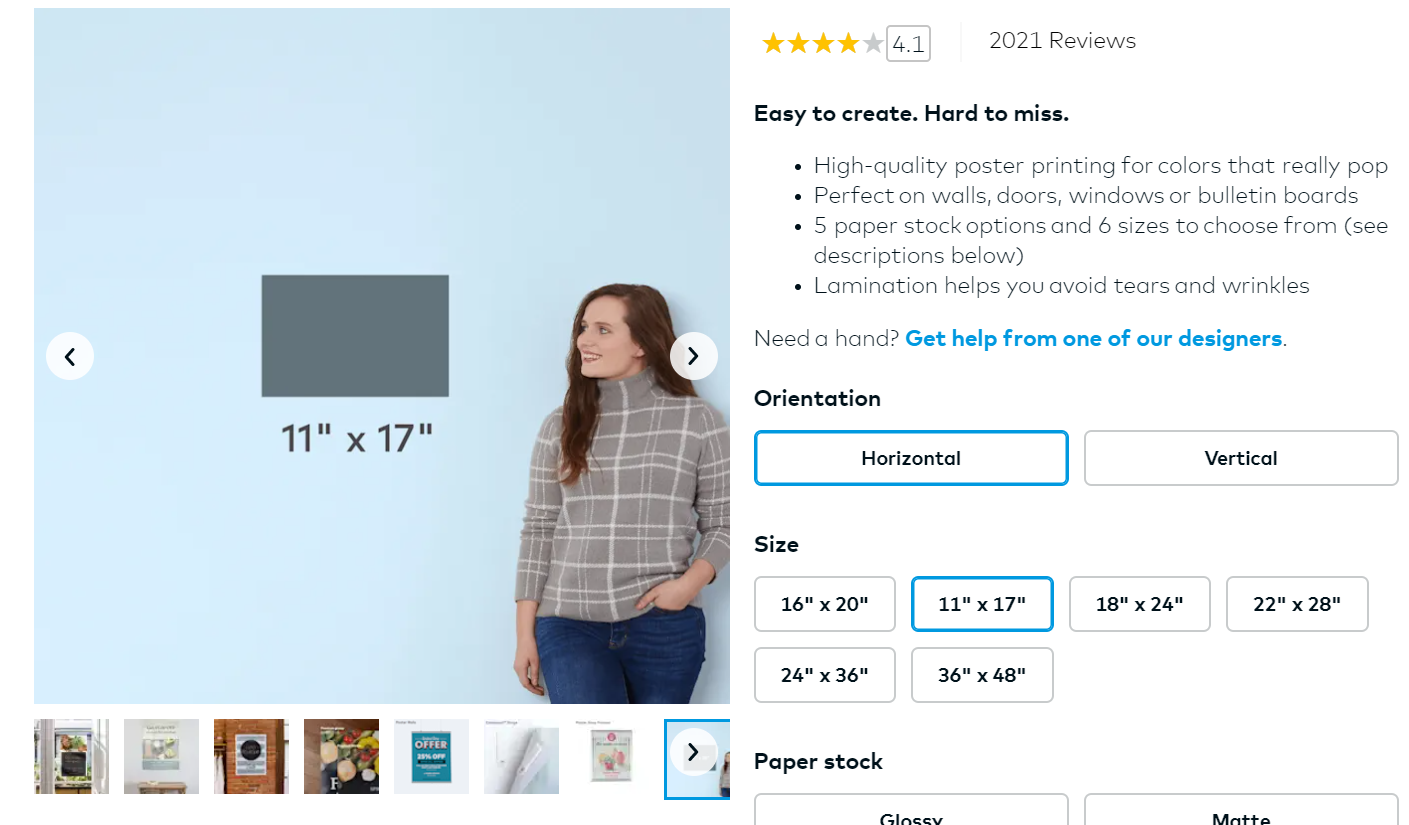 4.1
2021 Reviews
Easy to create. Hard to miss.
• High-quality poster printing for colors that really pop
• Perfect on walls, doors, windows or bulletin boards
• 5 paper stock options and 6 sizes to choose from (see
descriptions below)
• Lamination helps you avoid tears and wrinkles
Need a hand? Get help from one of our designers.
11" x 17"
Orientation
Horizontal
Vertical
Size
16" x 20"
11" x 17"
18" x 24"
22" x 28"
24" x 36"
36" x 48"
OFFER
25% OFF
Paper stock
Glossy
Matte